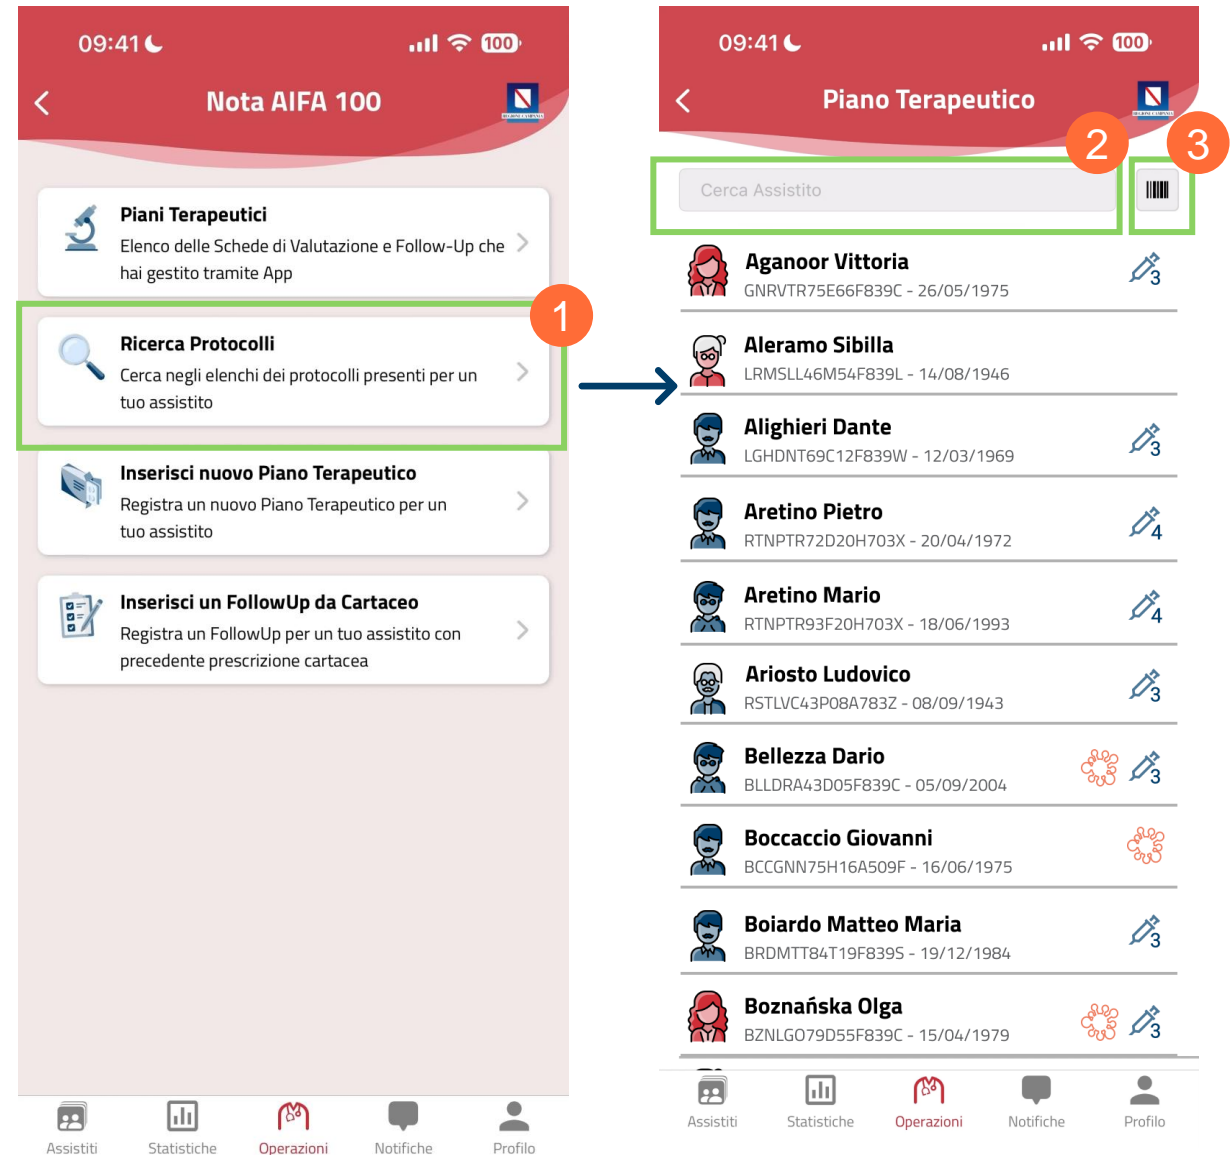 09:41
100
Nota AIFA 100
REGIONE CAMPANIA
Piani Terapeutici
Elenco delle Schede di Valutazione e Follow-Up che
hai gestito tramite App
1
Ricerca Protocolli
Cerca negli elenchi dei protocolli presenti per un
tuo assistito
Inserisci nuovo Piano Terapeutico
Registra un nuovo Piano Terapeutico per un
tuo assistito
Inserisci un FollowUp da Cartaceo
Registra un FollowUp per un tuo assistito con
precedente prescrizione cartacea
Assistiti
Statistiche
Operazioni
Notifiche
Profilo
09:41
100
Piano Terapeutico
REGIONE CAMPANIA
2
3
Cerca Assistito
Aganoor Vittoria
GNRVTR75E66F839C - 26/05/1975
3
Aleramo Sibilla
LRMSLL46M54F839L - 14/08/1946
Alighieri Dante
LGHDNT69C12F839W - 12/03/1969
3
Aretino Pietro
RTNPTR72D20H703X - 20/04/1972
4
Aretino Mario
RTNPTR93F20H703X - 18/06/1993
4
Ariosto Ludovico
RSTLVC43P08A783Z - 08/09/1943
3
Bellezza Dario
BLLDRA43D05F839C - 05/09/2004
3
Boccaccio Giovanni
BCCGNN75H16A509F - 16/06/1975
Boiardo Matteo Maria
BRDMTT84T19F839S - 19/12/1984
3
Boznańska Olga
BZNLGO79D55F839C - 15/04/1979
3
Assistiti
Statistiche
Operazioni
Notifiche
Profilo